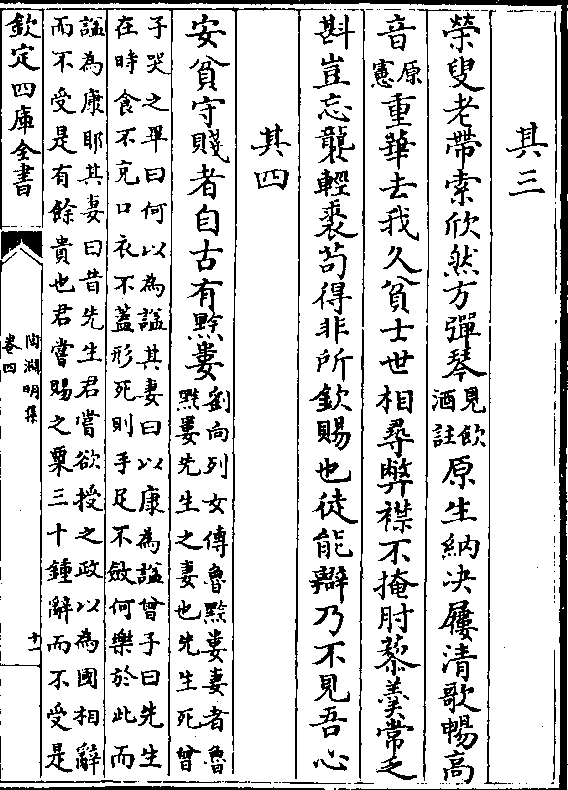 其三
榮叟老帶索欣然方彈琴見飲酒註原生納决屨清歌暢高
音原憲重華去我久貧士世相尋弊襟不掩肘藜羮常乏
斟豈忘襲輕裘苟得非所欽賜也徒能辯乃不見吾心
其四
安貧守賤者自古有黔婁劉向列女傳魯黔婁妻者魯
黔婁先生之妻也先生死曾
子哭之畢曰何以為諡其妻曰以康為諡曾子曰先生
在時食不充口衣不蓋形死則手足不斂何樂於此而
諡為康耶其妻曰昔先生君嘗欲授之政以為國相辭
而不受是有餘貴也君嘗賜之粟三十鍾辭而不受是
欽定四庫全書
陶淵明集
卷四
十一